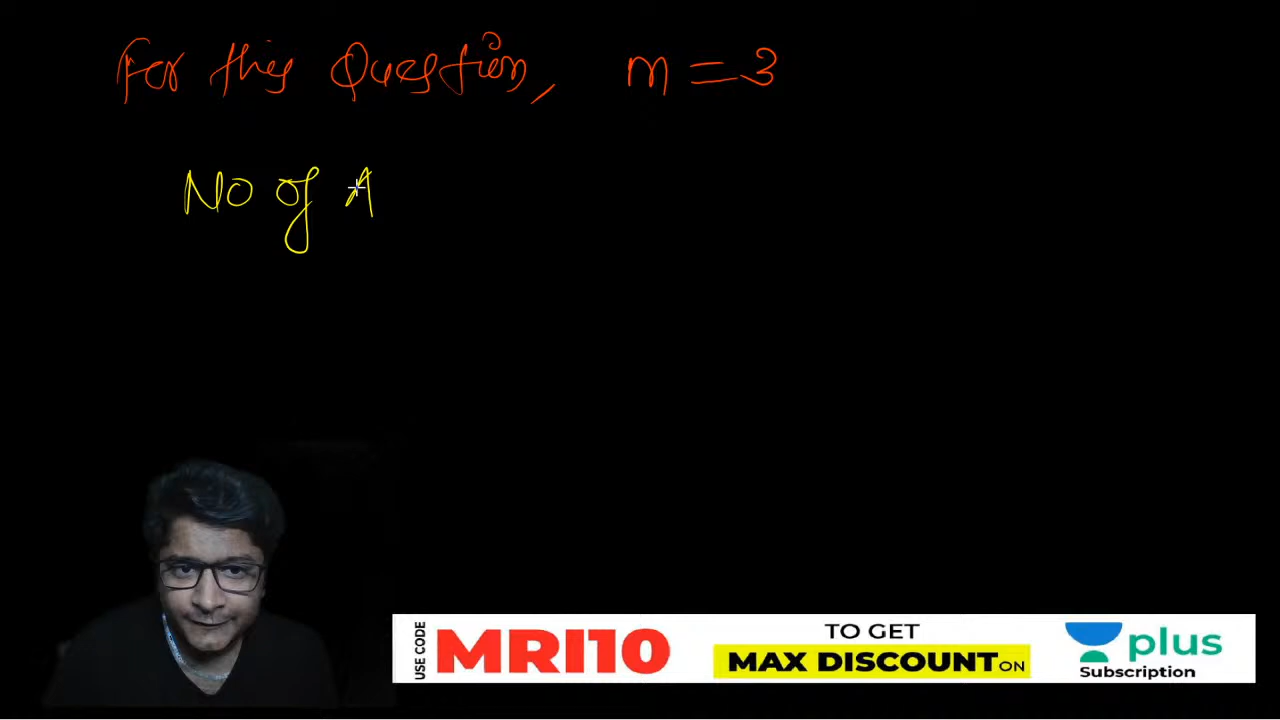 For this Question, m = 3
No of A
USE CODE
MRI10
TO GET
MAX DISCOUNT ON
plus
Subscription